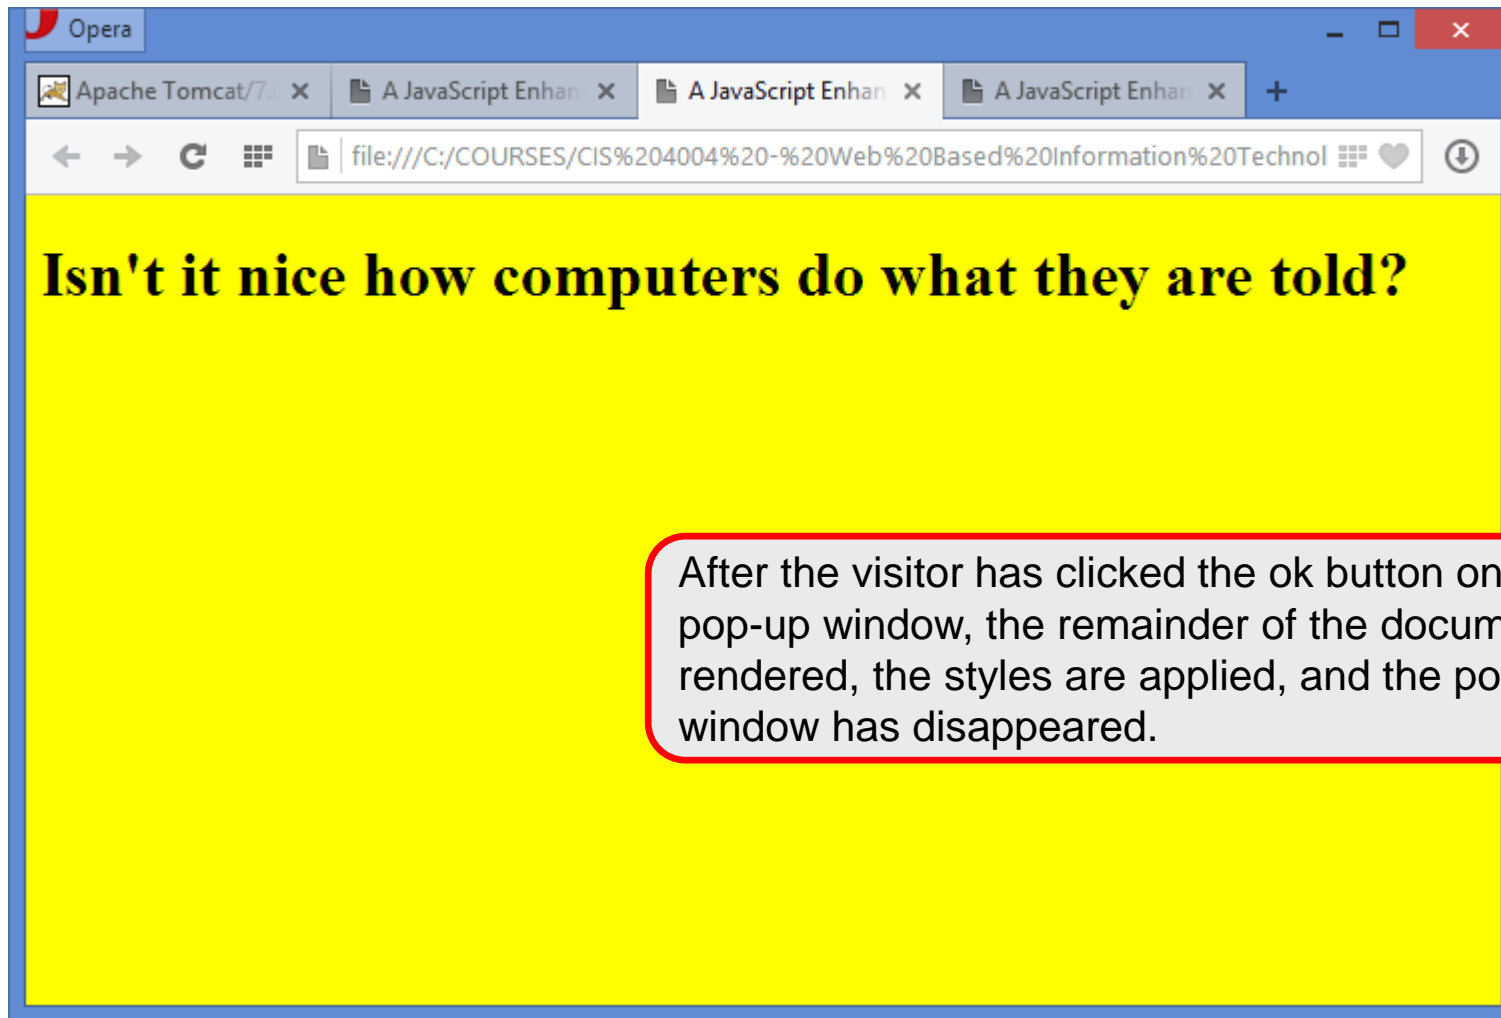 Opera
Apache Tomcat/7.
A JavaScript Enhan
A JavaScript Enhan
A JavaScript Enhan
file:///C:/COURSES/CIS%204004%20-%20Web%20Based%20Information%20Technol
Isn't it nice how computers do what they are told?
After the visitor has clicked the ok button on
pop-up window, the remainder of the docum
rendered, the styles are applied, and the po
window has disappeared.